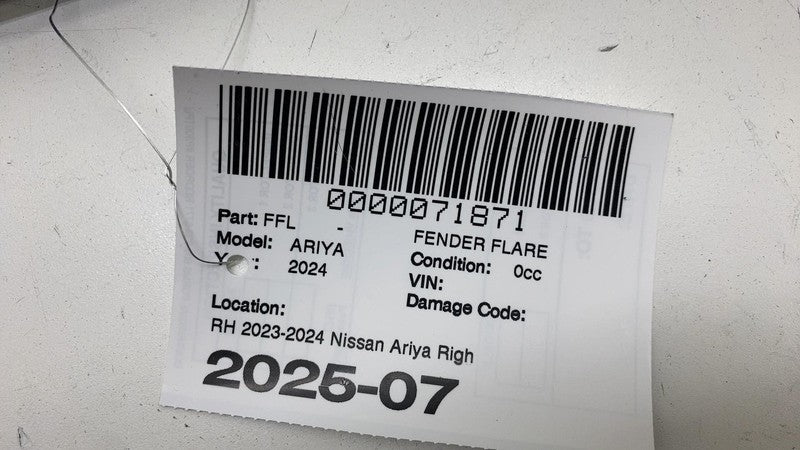 0000071871
Part: FFL -
FENDER FLARE
Model: ARIYA
Condition: 0cc
2024
VIN:
Damage Code:
Location:
RH 2023-2024 Nissan Ariya Righ
2025-07